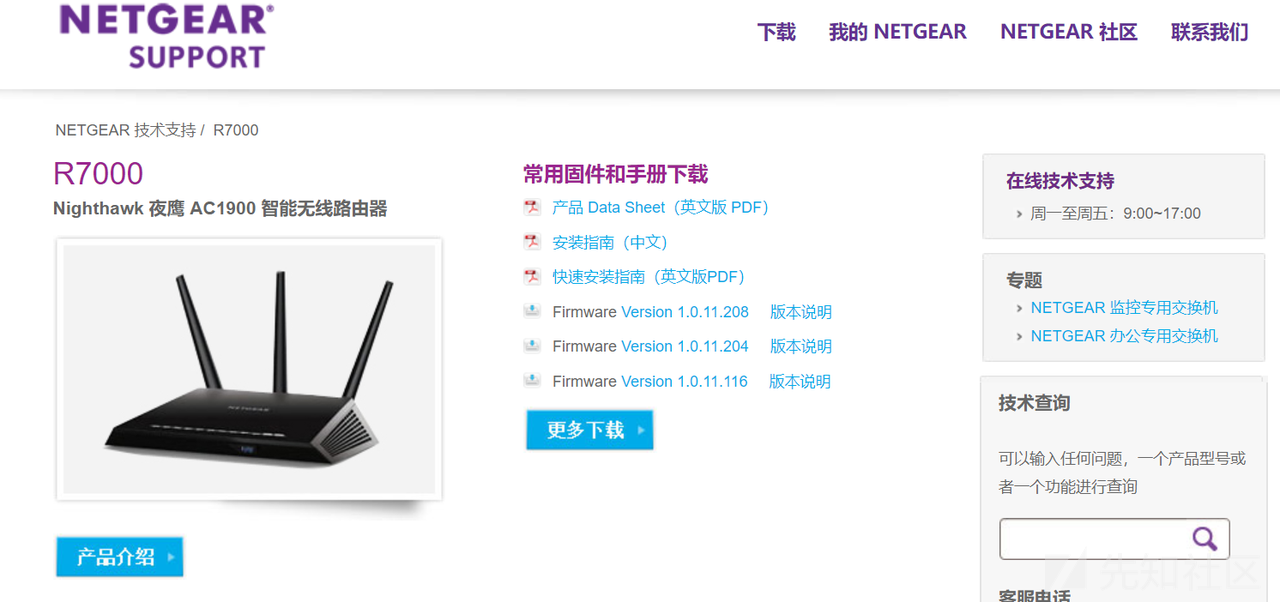 NETGEAR®
SUPPORT
下载 我的 NETGEAR NETGEAR 社区 联系我们
NETGEAR 技术支持 / R7000
R7000
Nighthawk 夜鹰 AC1900 智能无线路由器
NETGEAR
产品介绍
常用固件和手册下载
产品 Data Sheet（英文版 PDF）
安装指南（中文）
快速安装指南（英文版PDF）
Firmware Version 1.0.11.208 版本说明
Firmware Version 1.0.11.204 版本说明
Firmware Version 1.0.11.116 版本说明
更多下载
在线技术支持
周一至周五：9:00~17:00
专题
NETGEAR 监控专用交换机
NETGEAR 办公专用交换机
技术查询
可以输入任何问题，一个产品型号或
者一个功能进行查询
先知社区
客服电话